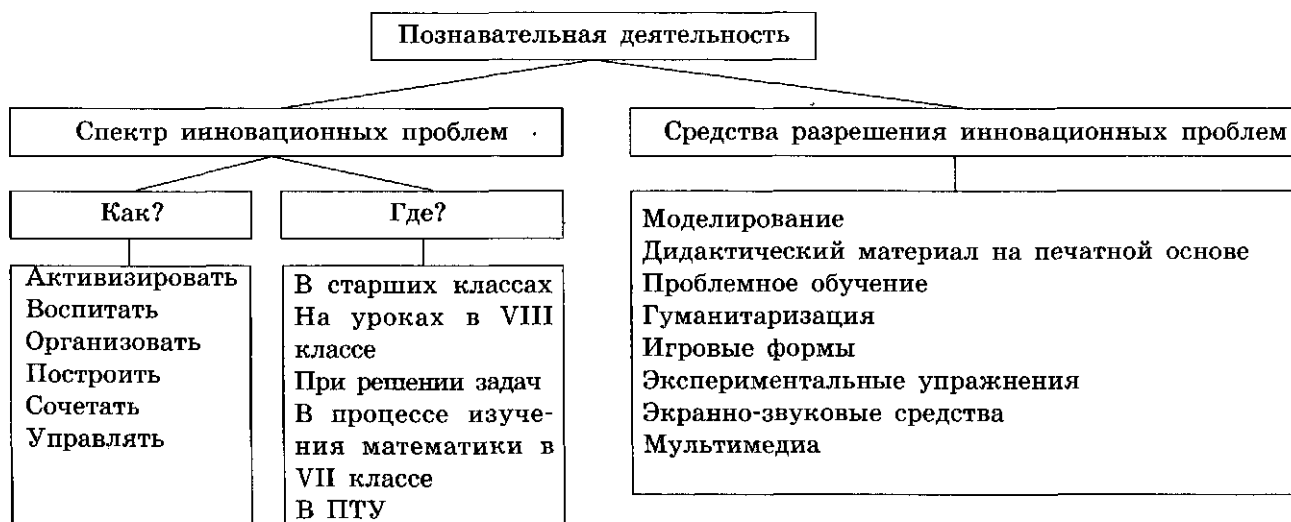 Познавательная деятельность
Спектр инновационных проблем
Средства разрешения инновационных проблем
Как?
Где?
Активизировать
Воспитать
Организовать
Построить
Сочетать
Управлять
В старших классах
На уроках в VIII
классе
При решении задач
В процессе изуче-
ния математики в
VII классе
В ПТУ
Моделирование
Дидактический материал на печатной основе
Проблемное обучение
Гуманитаризация
Игровые формы
Экспериментальные упражнения
Экранно-звуковые средства
Мультимедиа